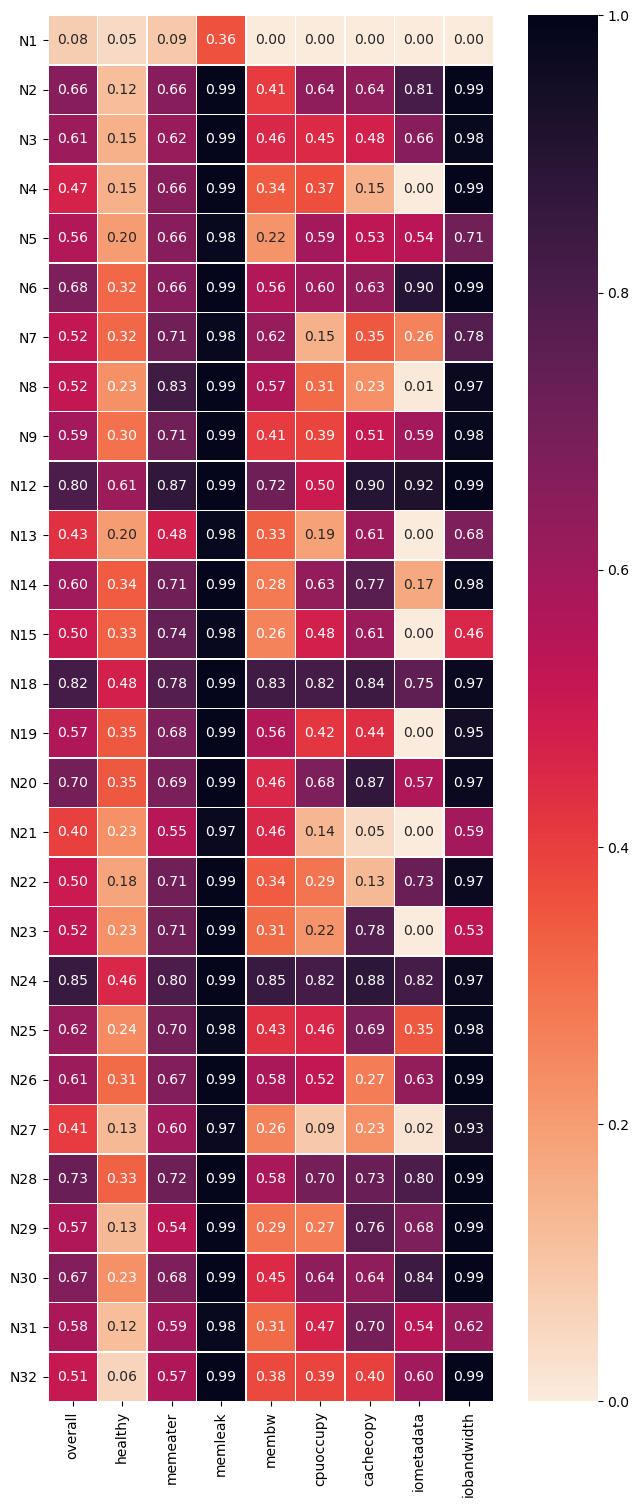 N1 0.08 0.05 0.09 0.36 0.00 0.00 0.00 0.00 0.00
N2 0.66 0.12 0.66 0.99 0.41 0.64 0.64 0.81 0.99
N3 0.61 0.15 0.62 0.99 0.46 0.45 0.48 0.66 0.98
N4 0.47 0.15 0.66 0.99 0.34 0.37 0.15 0.00 0.99
N5 0.56 0.20 0.66 0.98 0.22 0.59 0.53 0.54 0.71
N6 0.68 0.32 0.66 0.99 0.56 0.60 0.63 0.90 0.99
N7 0.52 0.32 0.71 0.98 0.62 0.15 0.35 0.26 0.78
N8 0.52 0.23 0.83 0.99 0.57 0.31 0.23 0.01 0.97
N9 0.59 0.30 0.71 0.99 0.41 0.39 0.51 0.59 0.98
N12 0.80 0.61 0.87 0.99 0.72 0.50 0.90 0.92 0.99
N13 0.43 0.20 0.48 0.98 0.33 0.19 0.61 0.00 0.68
N14 0.60 0.34 0.71 0.99 0.28 0.63 0.77 0.17 0.98
N15 0.50 0.33 0.74 0.98 0.26 0.48 0.61 0.00 0.46
N18 0.82 0.48 0.78 0.99 0.83 0.82 0.84 0.75 0.97
N19 0.57 0.35 0.68 0.99 0.56 0.42 0.44 0.00 0.95
N20 0.70 0.35 0.69 0.99 0.46 0.68 0.87 0.57 0.97
N21 0.40 0.23 0.55 0.97 0.46 0.14 0.05 0.00 0.59
N22 0.50 0.18 0.71 0.99 0.34 0.29 0.13 0.73 0.97
N23 0.52 0.23 0.71 0.99 0.31 0.22 0.78 0.00 0.53
N24 0.85 0.46 0.80 0.99 0.85 0.82 0.88 0.82 0.97
N25 0.62 0.24 0.70 0.98 0.43 0.46 0.69 0.35 0.98
N26 0.61 0.31 0.67 0.99 0.58 0.52 0.27 0.63 0.99
N27 0.41 0.13 0.60 0.97 0.26 0.09 0.23 0.02 0.93
N28 0.73 0.33 0.72 0.99 0.58 0.70 0.73 0.80 0.99
N29 0.57 0.13 0.54 0.99 0.29 0.27 0.76 0.68 0.99
N30 0.67 0.23 0.68 0.99 0.45 0.64 0.64 0.84 0.99
N31 0.58 0.12 0.59 0.98 0.31 0.47 0.70 0.54 0.62
N32 0.51 0.06 0.57 0.99 0.38 0.39 0.40 0.60 0.99
overall healthy memeater memleak membw cpuoccupy cachecopy iometadata iobandwidth
1.0
0.8
0.6
0.4
0.2
0.0